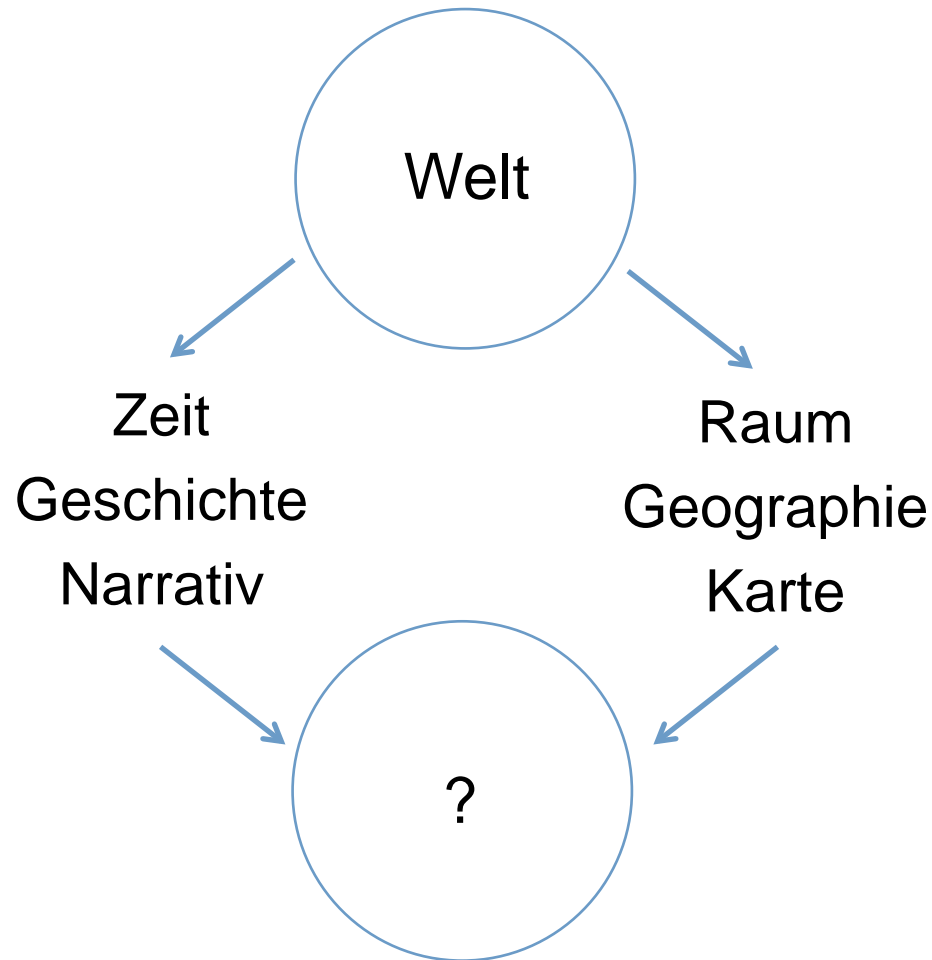 Welt
Zeit
Geschichte
Narrativ
Raum
Geographie
Karte
?